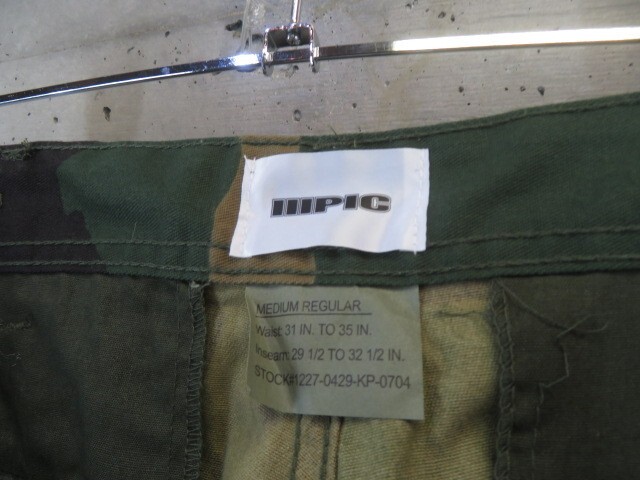 IIIPIC
MEDIUM REGULAR
Waist: 31 IN. TO 35 IN.
Inseam: 29 1/2 TO 32 1/2 IN.
STOCK#1227-0429-KP-0704